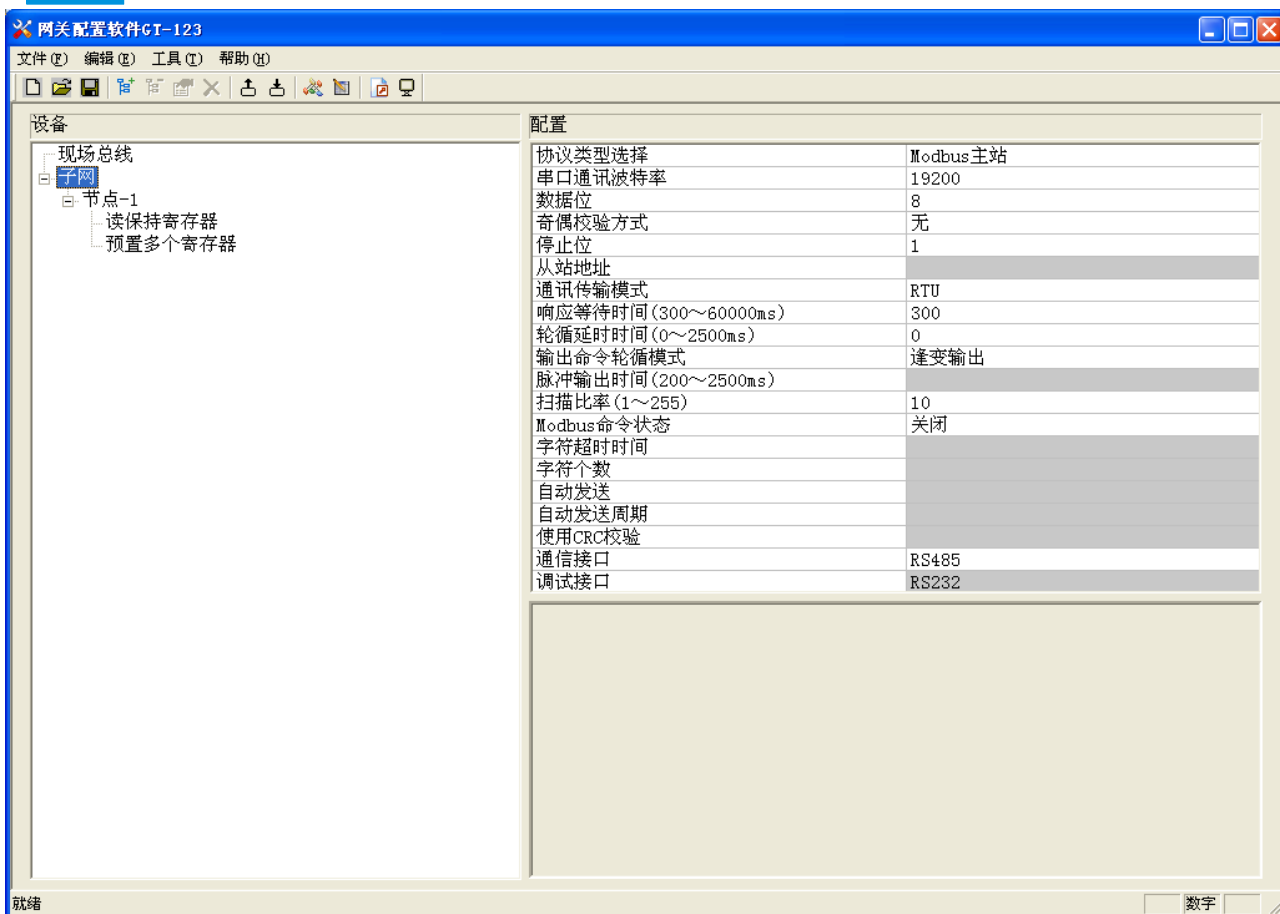 网关配置软件GT-123
文件(F) 编辑(E) 工具(T) 帮助(H)
设备
现场总线
子网
节点-1
读保持寄存器
预置多个寄存器
配置
协议类型选择 Modbus主站
串口通讯波特率 19200
数据位 8
奇偶校验方式 无
停止位 1
从站地址
通讯传输模式 RTU
响应等待时间(300～60000ms) 300
轮循延时时间(0～2500ms) 0
输出命令轮循模式 逢变输出
脉冲输出时间(200～2500ms)
扫描比率(1～255) 10
Modbus命令状态 关闭
字符超时时间
字符个数
自动发送
自动发送周期
使用CRC校验
通信接口 RS485
调试接口 RS232
就绪 数字